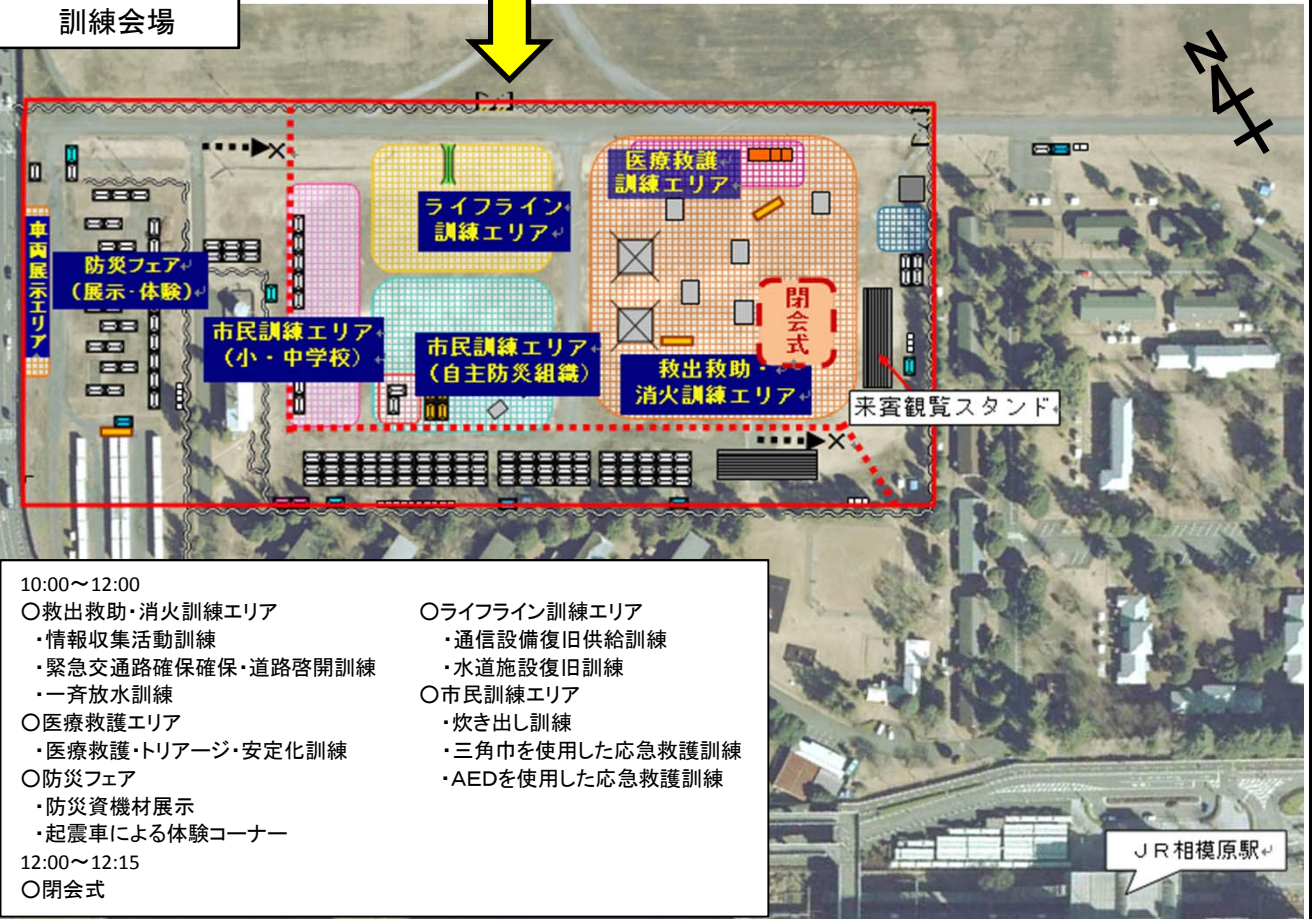 訓練会場
N
車両展示エリア
防災フェア
(展示・体験)
市民訓練エリア
(小・中学校)
ライフライン
訓練エリア
市民訓練エリア
(自主防災組織)
医療救護
訓練エリア
閉会式
救出救助・
消火訓練エリア
来賓観覧スタンド
10:00～12:00
○救出救助・消火訓練エリア
・情報収集活動訓練
・緊急交通路確保確保・道路啓開訓練
・一斉放水訓練
○医療救護エリア
・医療救護・トリアージ・安定化訓練
○防災フェア
・防災資機材展示
・起震車による体験コーナー
12:00～12:15
○閉会式
○ライフライン訓練エリア
・通信設備復旧供給訓練
・水道施設復旧訓練
○市民訓練エリア
・炊き出し訓練
・三角巾を使用した応急救護訓練
・AEDを使用した応急救護訓練
JR相模原駅